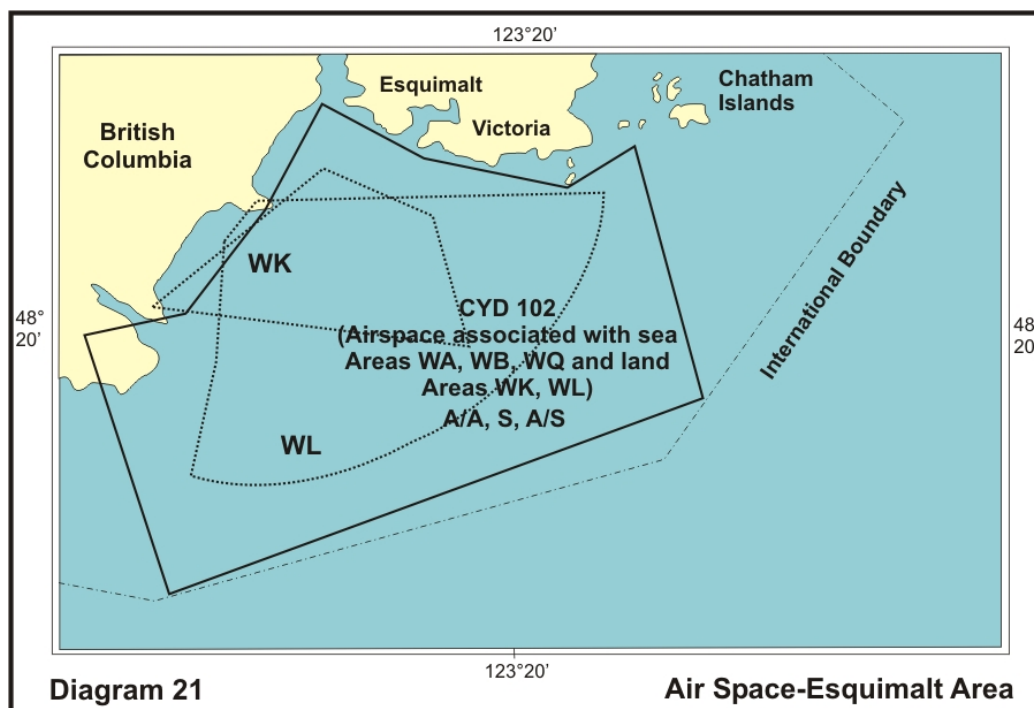 123°20’
Esquimalt
Chatham
Islands
British
Columbia
Victoria
WK
International Boundary
48°
20’
48°
20’
CYD 102
(Airspace associated with sea
Areas WA, WB, WQ and land
Areas WK, WL)
A/A, S, A/S
WL
123°20’
Diagram 21
Air Space-Esquimalt Area